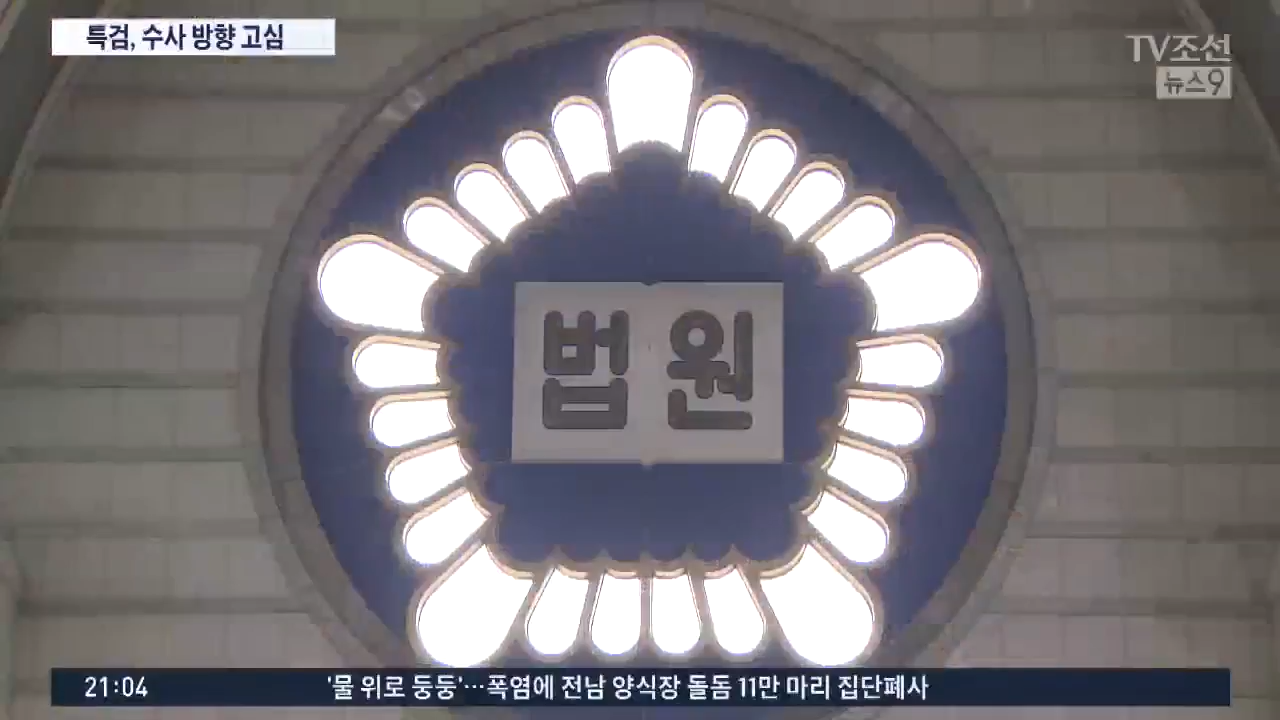 특검, 수사 방향 고심
TV조선
뉴스9
법원
21:04
'물 위로 둥둥'…폭염에 전남 양식장 돌돔 11만 마리 집단폐사